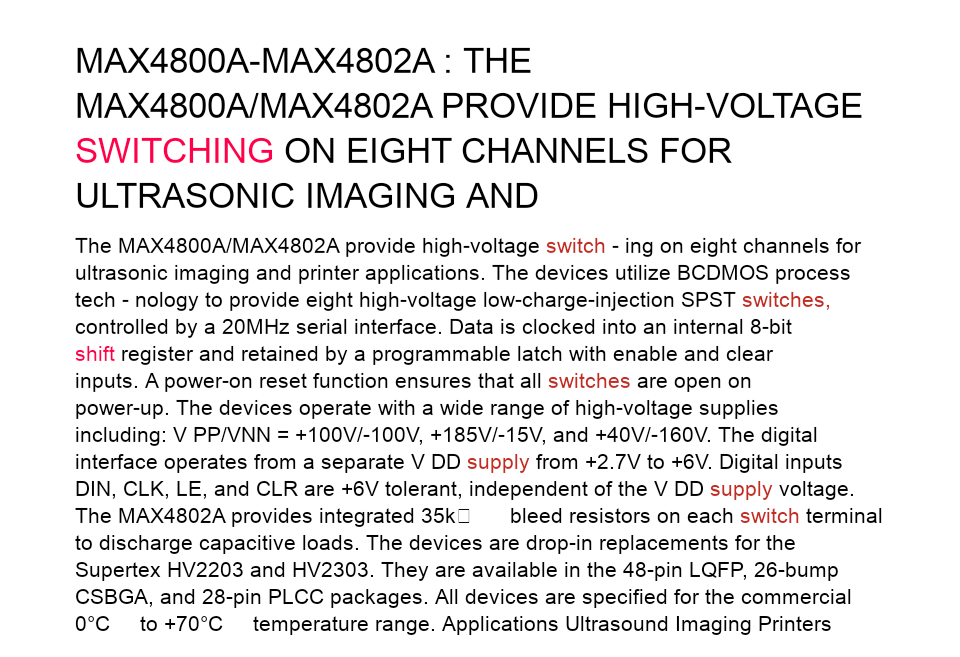 MAX4800A-MAX4802A : THE
MAX4800A/MAX4802A PROVIDE HIGH-VOLTAGE
SWITCHING ON EIGHT CHANNELS FOR
ULTRASONIC IMAGING AND
The MAX4800A/MAX4802A provide high-voltage switch - ing on eight channels for
ultrasonic imaging and printer applications. The devices utilize BCDMOS process
tech - nology to provide eight high-voltage low-charge-injection SPST switches,
controlled by a 20MHz serial interface. Data is clocked into an internal 8-bit
shift register and retained by a programmable latch with enable and clear
inputs. A power-on reset function ensures that all switches are open on
power-up. The devices operate with a wide range of high-voltage supplies
including: V PP/VNN = +100V/-100V, +185V/-15V, and +40V/-160V. The digital
interface operates from a separate V DD supply from +2.7V to +6V. Digital inputs
DIN, CLK, LE, and CLR are +6V tolerant, independent of the V DD supply voltage.
The MAX4802A provides integrated 35k□ bleed resistors on each switch terminal
to discharge capacitive loads. The devices are drop-in replacements for the
Supertex HV2203 and HV2303. They are available in the 48-pin LQFP, 26-bump
CSBGA, and 28-pin PLCC packages. All devices are specified for the commercial
0°C to +70°C temperature range. Applications Ultrasound Imaging Printers